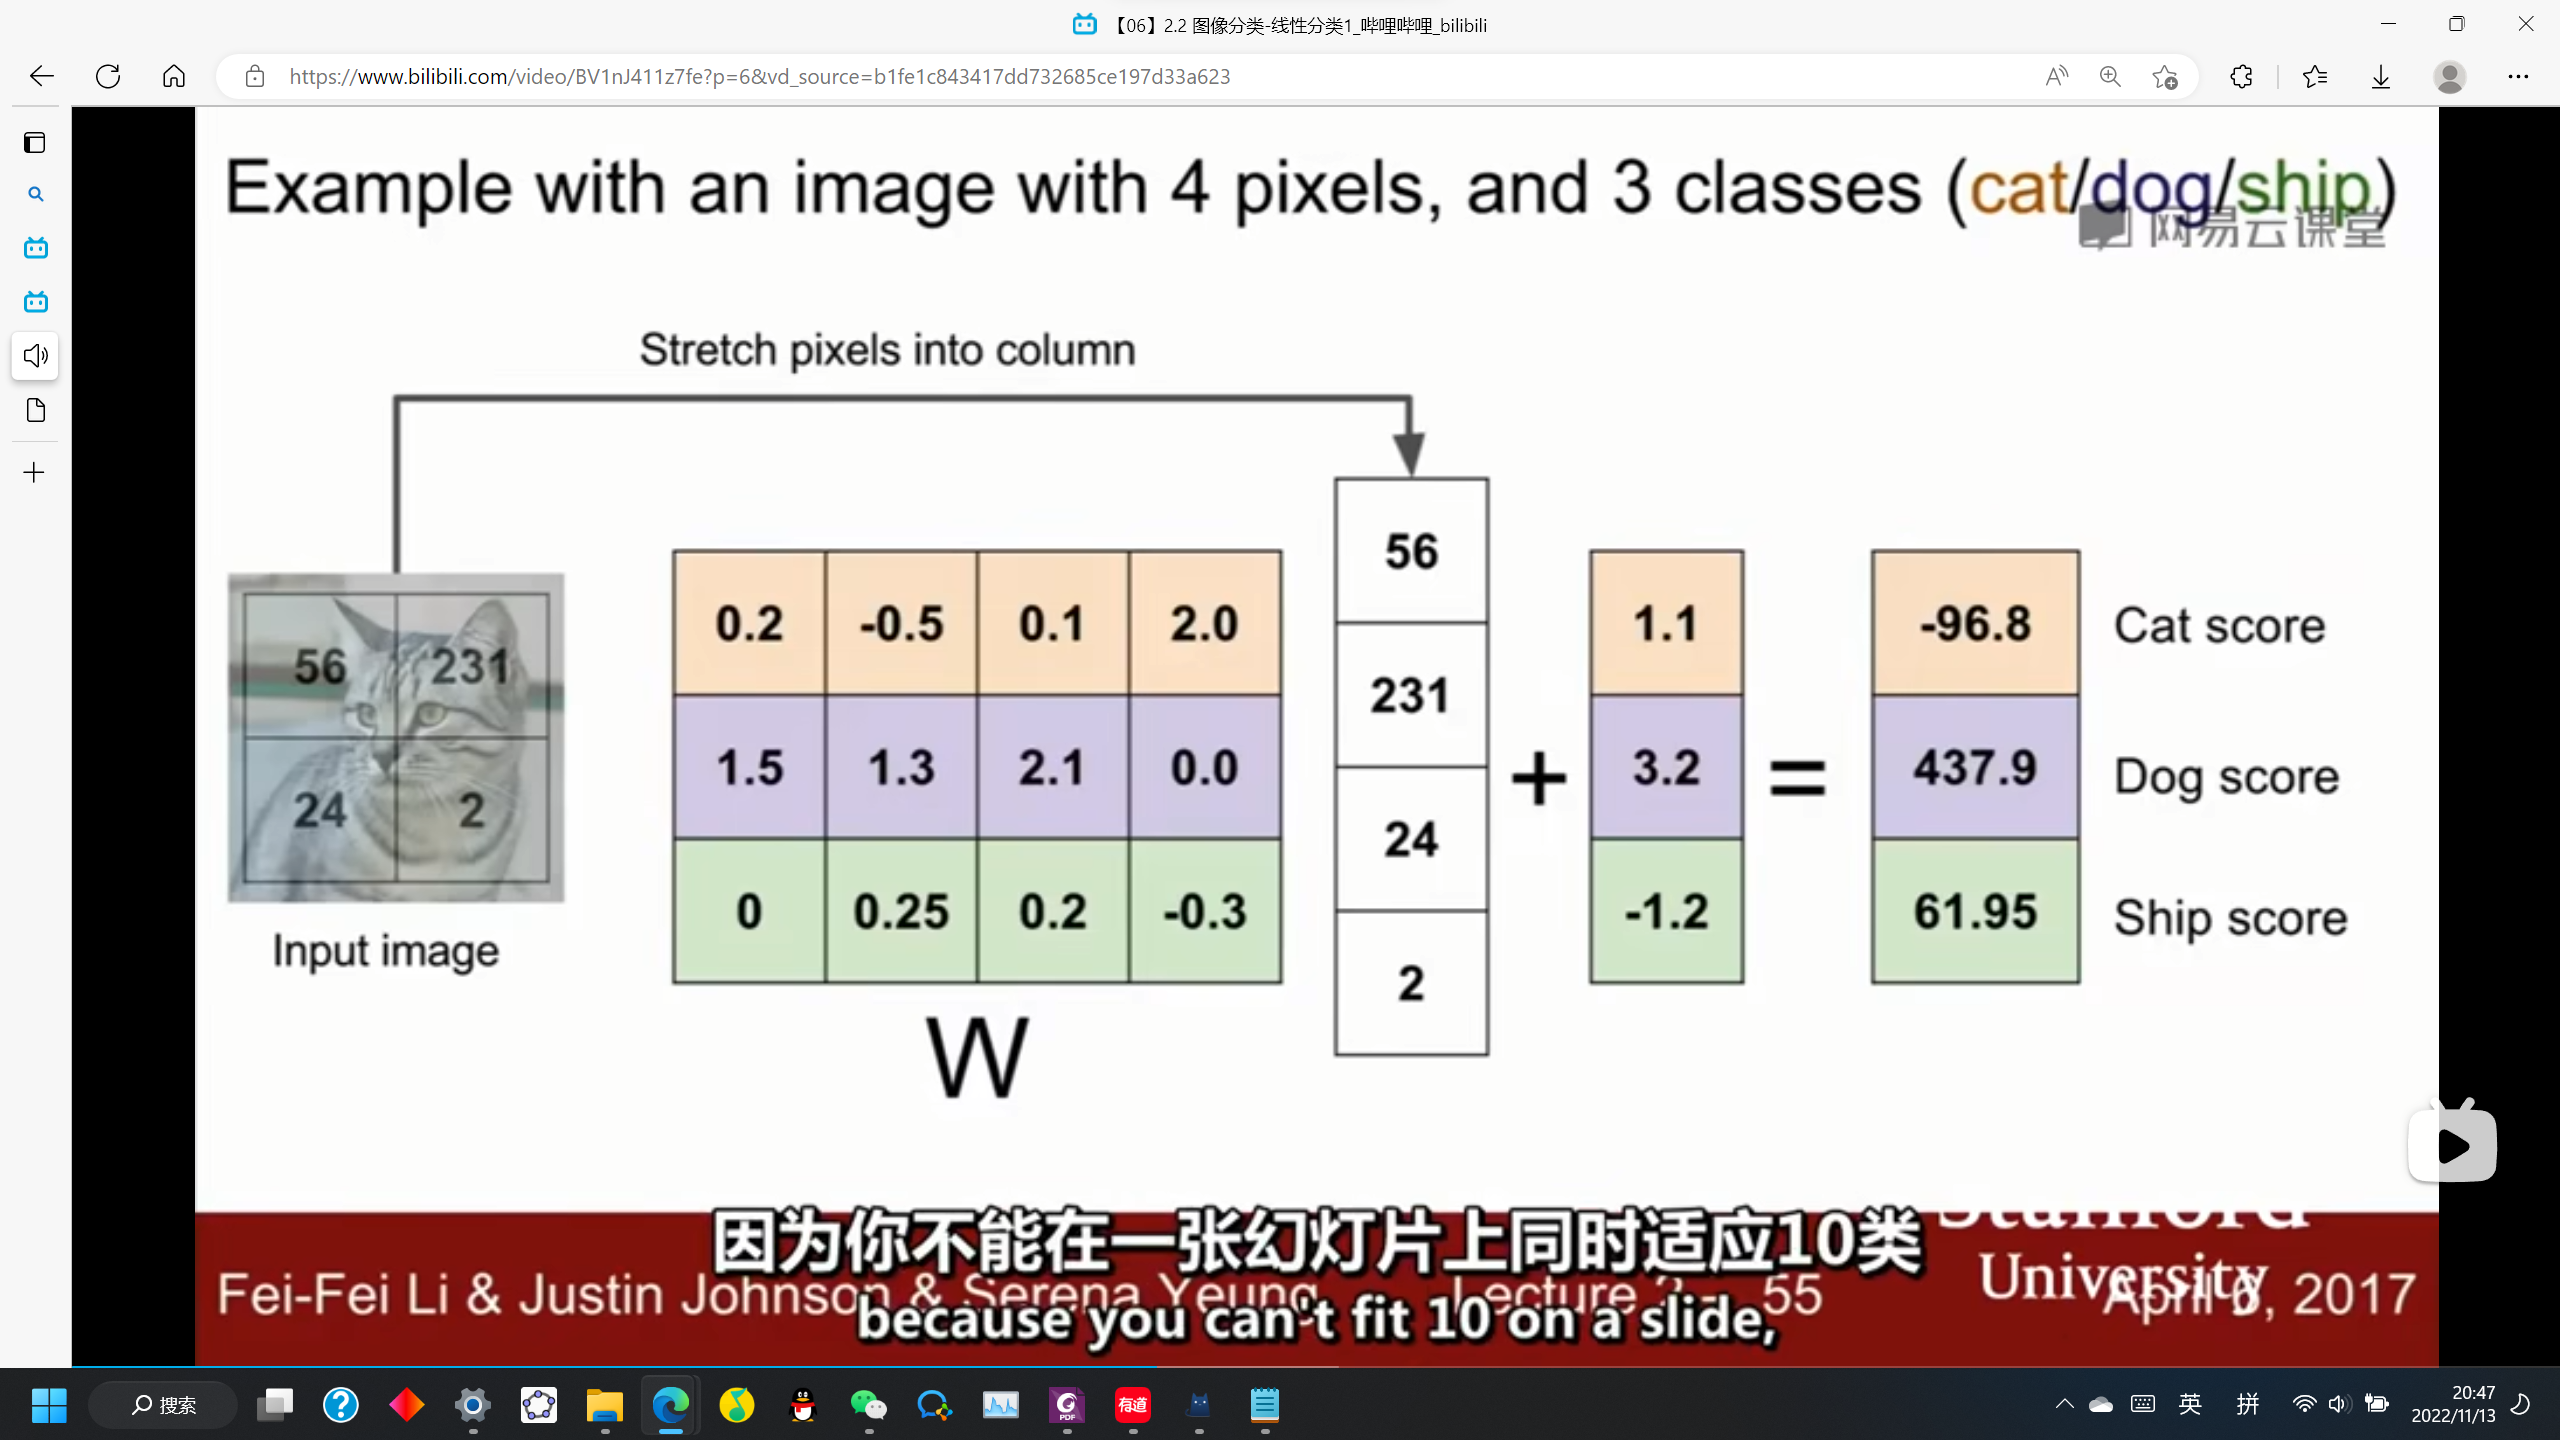 【06】2.2 图像分类-线性分类1_哔哩哔哩_bilibili
https://www.bilibili.com/video/BV1nJ411z7fe?p=6&vd_source=b1fe1c843417dd732685ce197d33a623
Example with an image with 4 pixels, and 3 classes (cat/dog/ship)
网易云课堂
Stretch pixels into column
56 231
24 2
Input image
0.2 -0.5 0.1 2.0
1.5 1.3 2.1 0.0
0 0.25 0.2 -0.3
W
56
231
24
2
+
1.1
3.2
-1.2
=
-96.8 Cat score
437.9 Dog score
61.95 Ship score
因为你不能在一张幻灯片上同时适应10类
because you can't fit 10 on a slide,
Fei-Fei Li & Justin Johnson & Serena Yeung
Lecture 2 - 55
Stanford
University
April 6, 2017
搜索
PDF
有道
英 拼
20:47
2022/11/13